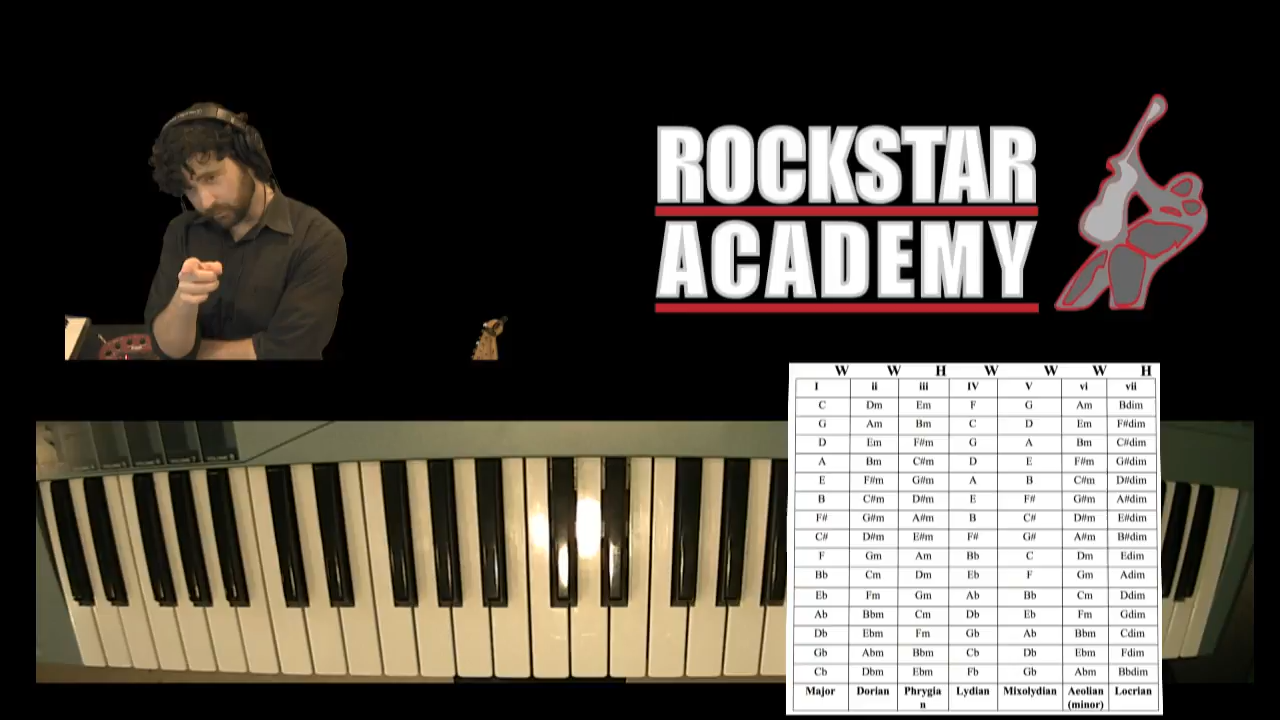 ROCKSTAR
ACADEMY
W W H W W W H
I ii iii IV V vi vii
C Dm Em F G Am Bdim
G Am Bm C D Em F#dim
D Em F#m G A Bm C#dim
A Bm C#m D E F#m G#dim
E F#m G#m A B C#m D#dim
B C#m D#m E F# G#m A#dim
F# G#m A#m B C# D#m E#dim
C# D#m E#m F# G# A#m B#dim
F Gm Am Bb C Dm Edim
Bb Cm Dm Eb F Gm Adim
Eb Fm Gm Ab Bb Cm Ddim
Ab Bbm Cm Db Eb Fm Gdim
Db Ebm Fm Gb Ab Bbm Cdim
Gb Abm Bbm Cb Db Ebm Fdim
Cb Dbm Ebm Fb Gb Abm Bbdim
Major Dorian Phrygia Lydian Mixolydian Aeolian Locrian
n (minor)